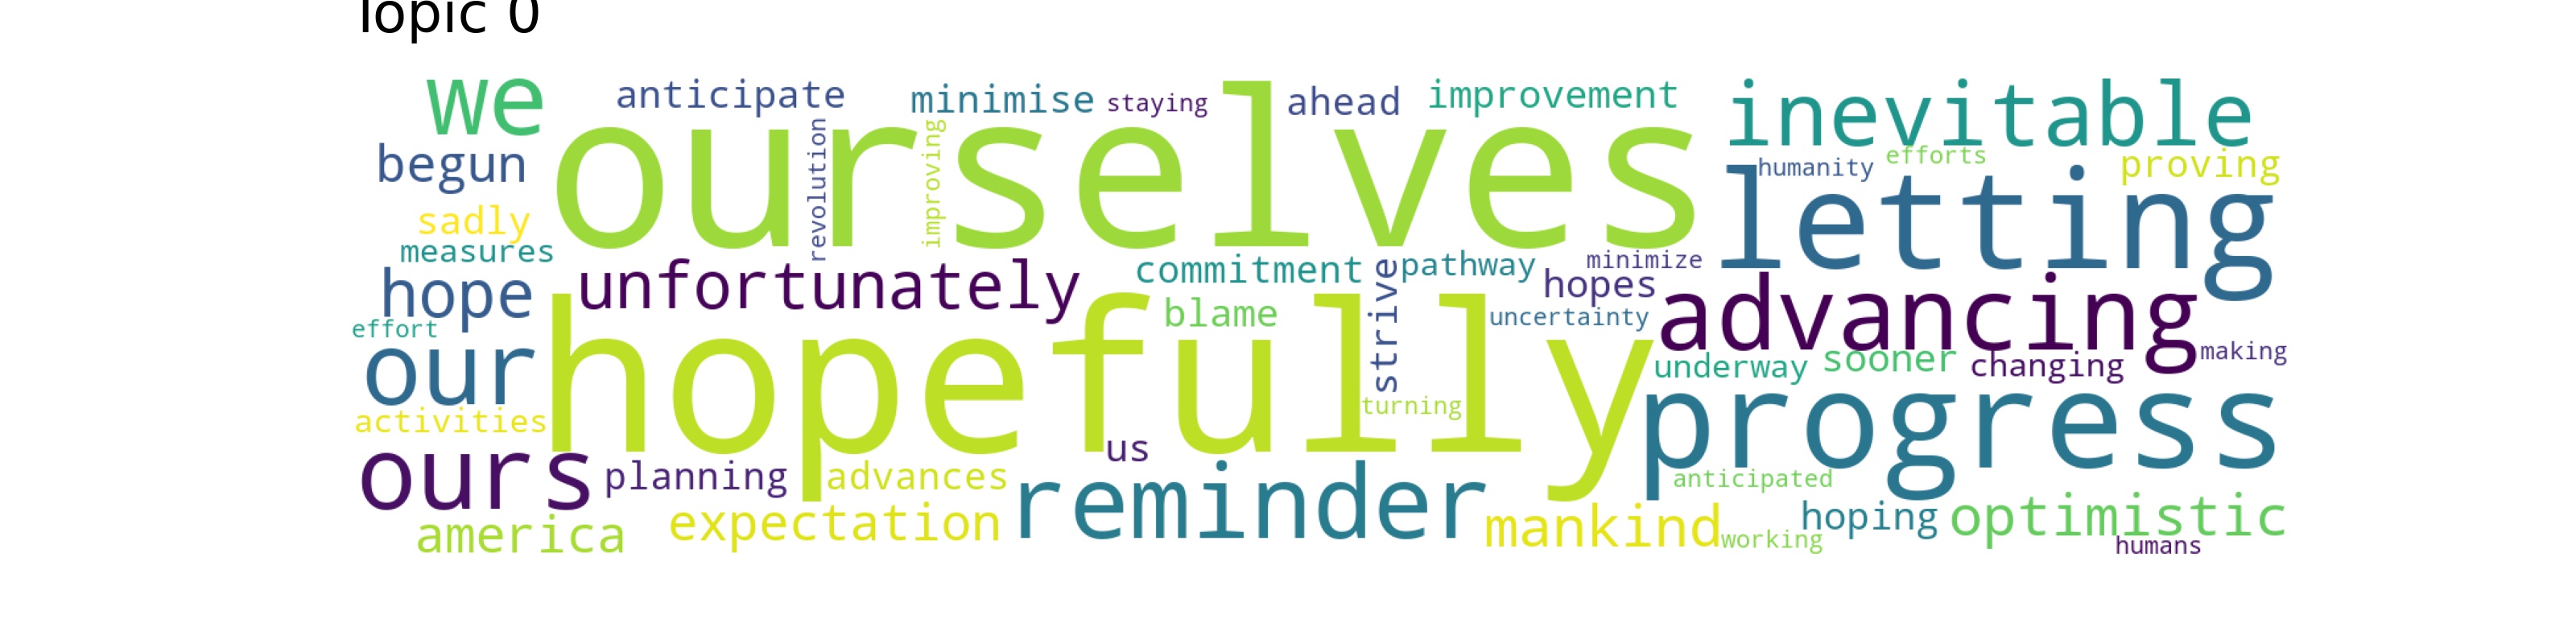 Topic 0
we
anticipate
minimise
staying
ahead
improvement
inevitable
begun
ourselves
revolution
improving
humanity
efforts
proving
letting
sadly
measures
hope
unfortunately
commitment
strive
pathway
minimize
hopes
advancing
effort
blame
uncertainty
our
hopefully
underway
sooner
changing
making
activities
turning
progress
ours
planning
advances
us
reminder
anticipated
america
expectation
mankind
working
hoping
optimistic
humans